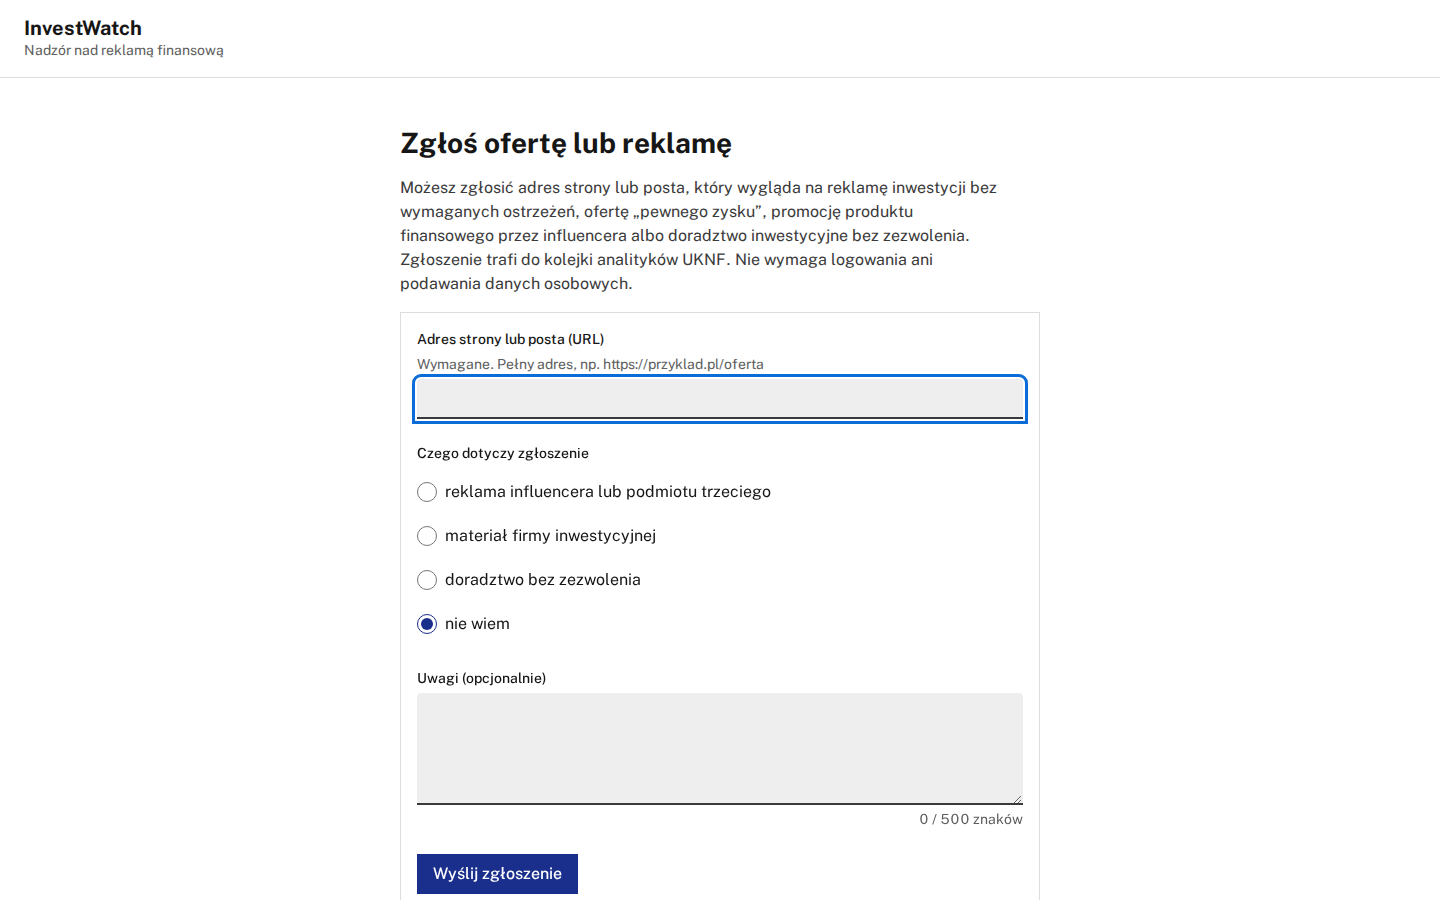 InvestWatch
Nadzór nad reklamą finansową
Zgłoś ofertę lub reklamę
Możesz zgłosić adres strony lub posta, który wygląda na reklamę inwestycji bez
wymaganych ostrzeżeń, ofertę „pewnego zysku”, promocję produktu
finansowego przez influencera albo doradztwo inwestycyjne bez zezwolenia.
Zgłoszenie trafi do kolejki analityków UKNF. Nie wymaga logowania ani
podawania danych osobowych.
Adres strony lub posta (URL)
Wymagane. Pełny adres, np. https://przyklad.pl/oferta
Czego dotyczy zgłoszenie
reklama influencera lub podmiotu trzeciego
materiał firmy inwestycyjnej
doradztwo bez zezwolenia
nie wiem
Uwagi (opcjonalnie)
0 / 500 znaków
Wyślij zgłoszenie